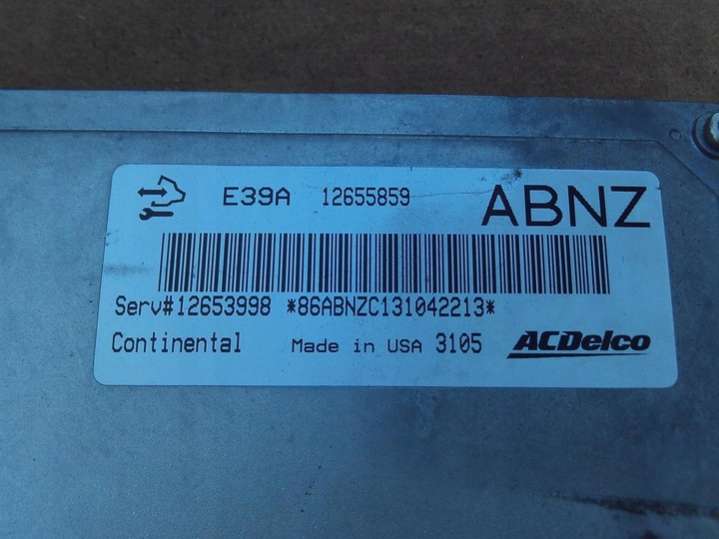 E39A 12655859 ABNZ
Serv#12653998 *86ABNZC131042213*
Continental Made in USA 3105 ACDelco